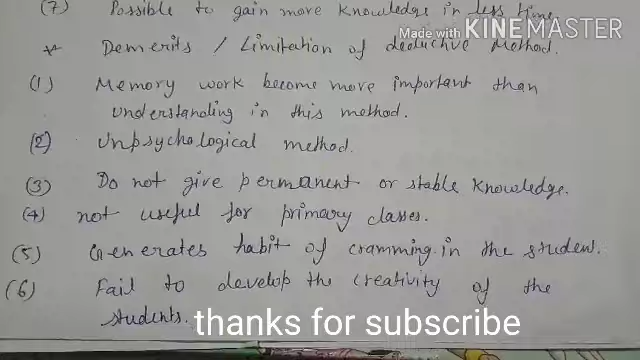 (7) Possible to gain more knowledge in less time
Made with KINEMASTER
* Demerits / Limitation of deductive Method.
(1) Memory work become more important than
understanding in this method.
(2) Unpsychological method.
(3) Do not give permanent or stable knowledge.
(4) not useful for primary classes.
(5) Generates habit of cramming in the student.
(6) Fail to develop the creativity of the
students.
thanks for subscribe